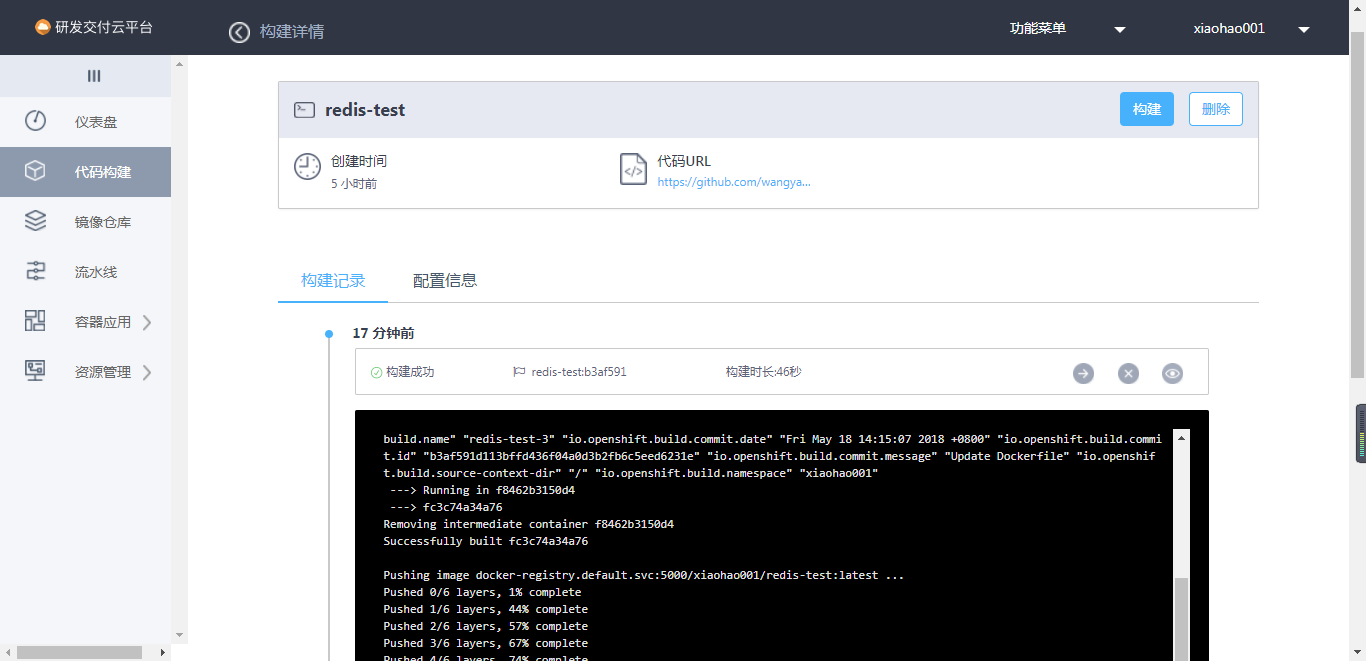 研发交付云平台
构建详情
功能菜单
xiaohao001
仪表盘
代码构建
镜像仓库
流水线
容器应用
资源管理
redis-test
构建
删除
创建时间
5 小时前
代码URL
https://github.com/wangya...
构建记录
配置信息
17 分钟前
构建成功
redis-test:b3af591
构建时长:46秒
build.name" "redis-test-3" "io.openshift.build.commit.date" "Fri May 18 14:15:07 2018 +0800" "io.openshift.build.commi
t.id" "b3af591d113bffd436f04a0d3b2fb6c5eed6231e" "io.openshift.build.commit.message" "Update Dockerfile" "io.openshif
t.build.source-context-dir" "/" "io.openshift.build.namespace" "xiaohao001"
---> Running in f8462b3150d4
---> fc3c74a34a76
Removing intermediate container f8462b3150d4
Successfully built fc3c74a34a76
Pushing image docker-registry.default.svc:5000/xiaohao001/redis-test:latest ...
Pushed 0/6 layers, 1% complete
Pushed 1/6 layers, 44% complete
Pushed 2/6 layers, 57% complete
Pushed 3/6 layers, 67% complete
Pushed 4/6 layers, 74% complete